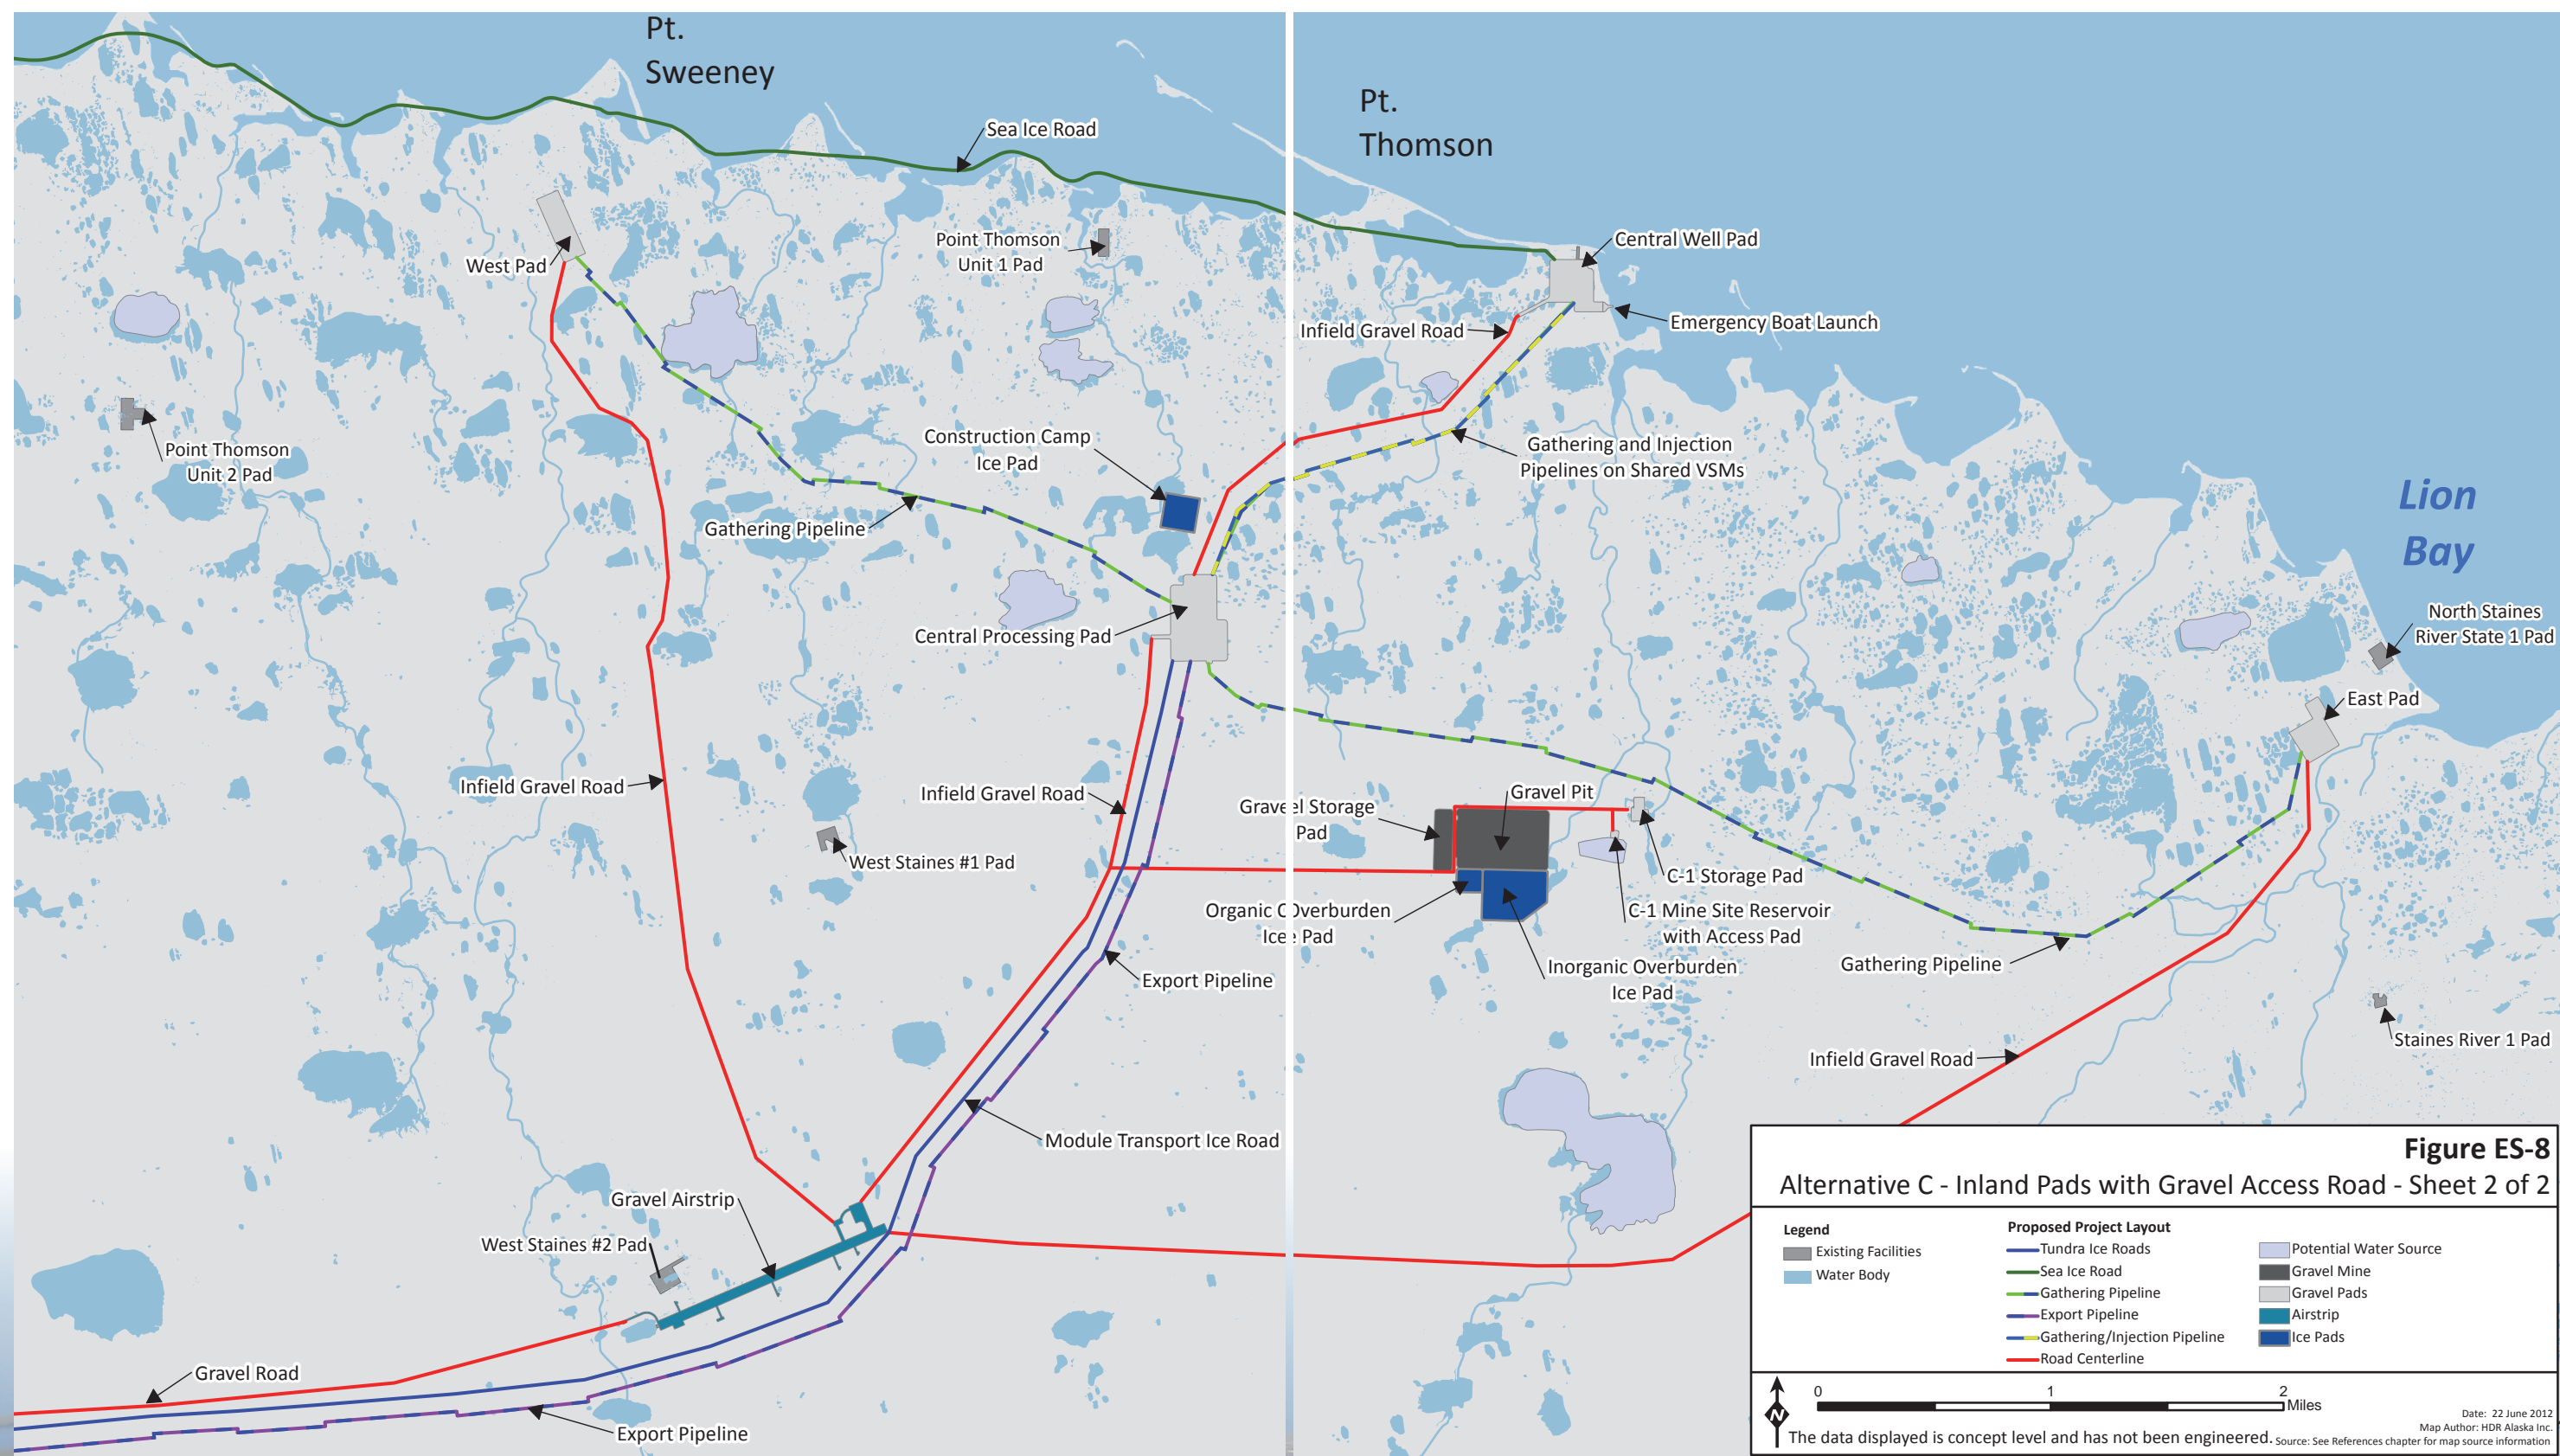 Pt.
Sweeney
Pt.
Thomson
Sea Ice Road
Point Thomson
Unit 1 Pad
West Pad
Central Well Pad
Infield Gravel Road
Emergency Boat Launch
Point Thomson
Unit 2 Pad
Construction Camp
Ice Pad
Gathering and Injection
Pipelines on Shared VSMs
Gathering Pipeline
Lion
Bay
North Staines
River State 1 Pad
Central Processing Pad
East Pad
Infield Gravel Road
Infield Gravel Road
Gravel Storage
Pad
Gravel Pit
West Staines #1 Pad
C-1 Storage Pad
Organic Overburden
Ice Pad
C-1 Mine Site Reservoir
with Access Pad
Export Pipeline
Inorganic Overburden
Ice Pad
Gathering Pipeline
Staines River 1 Pad
Infield Gravel Road
Module Transport Ice Road
Gravel Airstrip
West Staines #2 Pad
Gravel Road
Export Pipeline
Figure ES-8
Alternative C - Inland Pads with Gravel Access Road - Sheet 2 of 2
Legend
Existing Facilities
Water Body
Proposed Project Layout
Tundra Ice Roads
Sea Ice Road
Gathering Pipeline
Export Pipeline
Gathering/Injection Pipeline
Road Centerline
Potential Water Source
Gravel Mine
Gravel Pads
Airstrip
Ice Pads
N
0 1 2
Miles
Date: 22 June 2012
Map Author: HDR Alaska Inc.
The data displayed is concept level and has not been engineered. Source: See References chapter for map source information